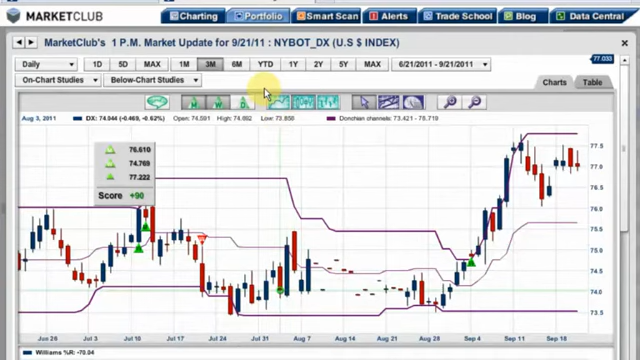 MARKETCLUB Charting Portfolio Smart Scan Alerts Trade School Blog Data Central
MarketClub's 1 P.M. Market Update for 9/21/11 : NYBOT_DX (U.S $ INDEX)
Daily 1D 5D MAX 1M 3M 6M YTD 1Y 2Y 5Y MAX 6/21/2011 - 9/21/2011 77.033
On-Chart Studies Below-Chart Studies Charts Table
M W D
Aug 3, 2011 DX: 74.044 (-0.469, -0.62%) Open: 74.581 High: 74.692 Low: 73.858 Donchian channels: 73.421 - 76.719
76.610
74.769
77.222
Score +90
77.5
77.0
76.5
76.0
75.5
75.0
74.5
74.0
73.5
Jun 26 Jul 3 Jul 10 Jul 17 Jul 24 Jul 31 Aug 7 Aug 14 Aug 21 Aug 28 Sep 4 Sep 11 Sep 18
Williams %R: -70.04